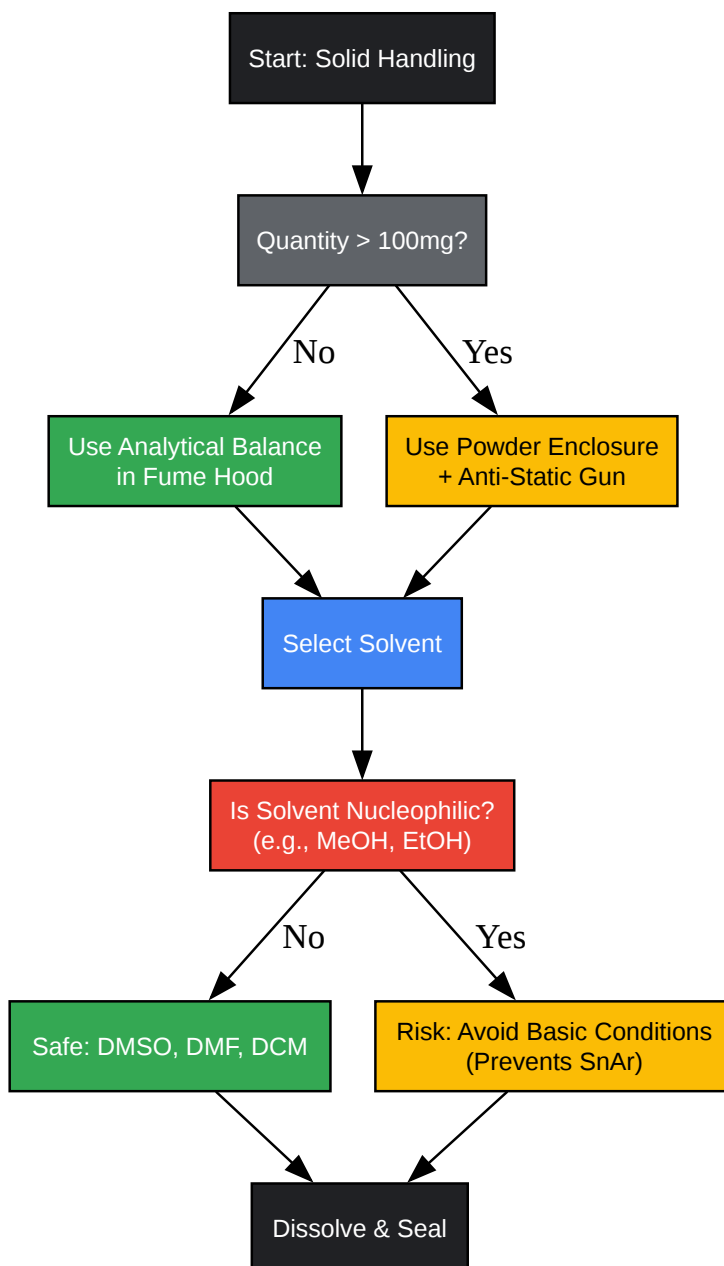 Start: Solid Handling
Quantity > 100mg?
No
Yes
Use Analytical Balance
in Fume Hood
Use Powder Enclosure
+ Anti-Static Gun
Select Solvent
Is Solvent Nucleophilic?
(e.g., MeOH, EtOH)
No
Yes
Safe: DMSO, DMF, DCM
Risk: Avoid Basic Conditions
(Prevents SnAr)
Dissolve & Seal